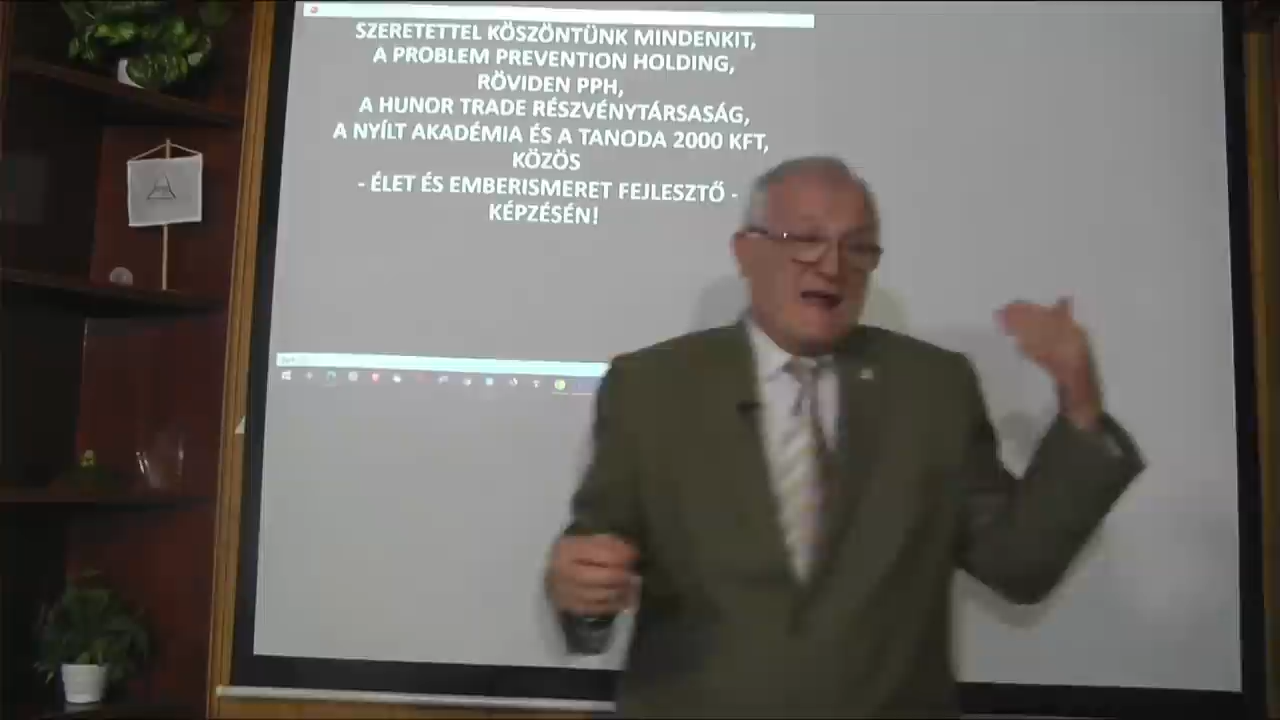 SZERETETTEL KÖSZÖNTÜNK MINDENKIT,
A PROBLEM PREVENTION HOLDING,
RÖVIDEN PPH,
A HUNOR TRADE RÉSZVÉNYTÁRSASÁG,
A NYÍLT AKADÉMIA ÉS A TANODA 2000 KFT,
KÖZÖS
- ÉLET ÉS EMBERISMERET FEJLESZTŐ -
KÉPZÉSÉN!